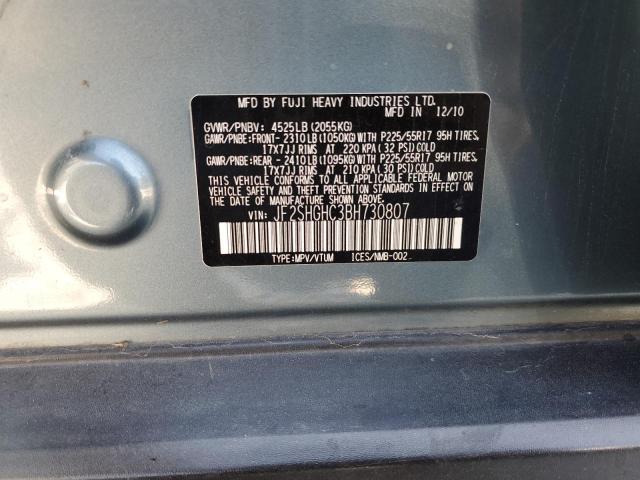 MFD BY FUJI HEAVY INDUSTRIES LTD.
MFD IN 12/10
GVWR/PNBV: 4525LB(2055KG)
GAWR/PNBE:FRONT- 2310LB(1050KG)WITH P225/55R17 95H TIRES,
17x7JJ RIMS AT 220 KPA(32 PSI)COLD
GAWR/PNBE:REAR - 2410LB(1095KG)WITH P225/55R17 95H TIRES,
17x7JJ RIMS AT 210 KPA(30 PSI)COLD
THIS VEHICLE CONFORMS TO ALL APPLICABLE FEDERAL MOTOR
VEHICLE SAFETY AND THEFT PREVENTION STANDARDS IN EFFECT
ON THE DATE OF MANUFACTURE SHOWN ABOVE.
VIN: JF2SHGHC3BH730807
TYPE:MPV/VTUM ICES/NMB-002